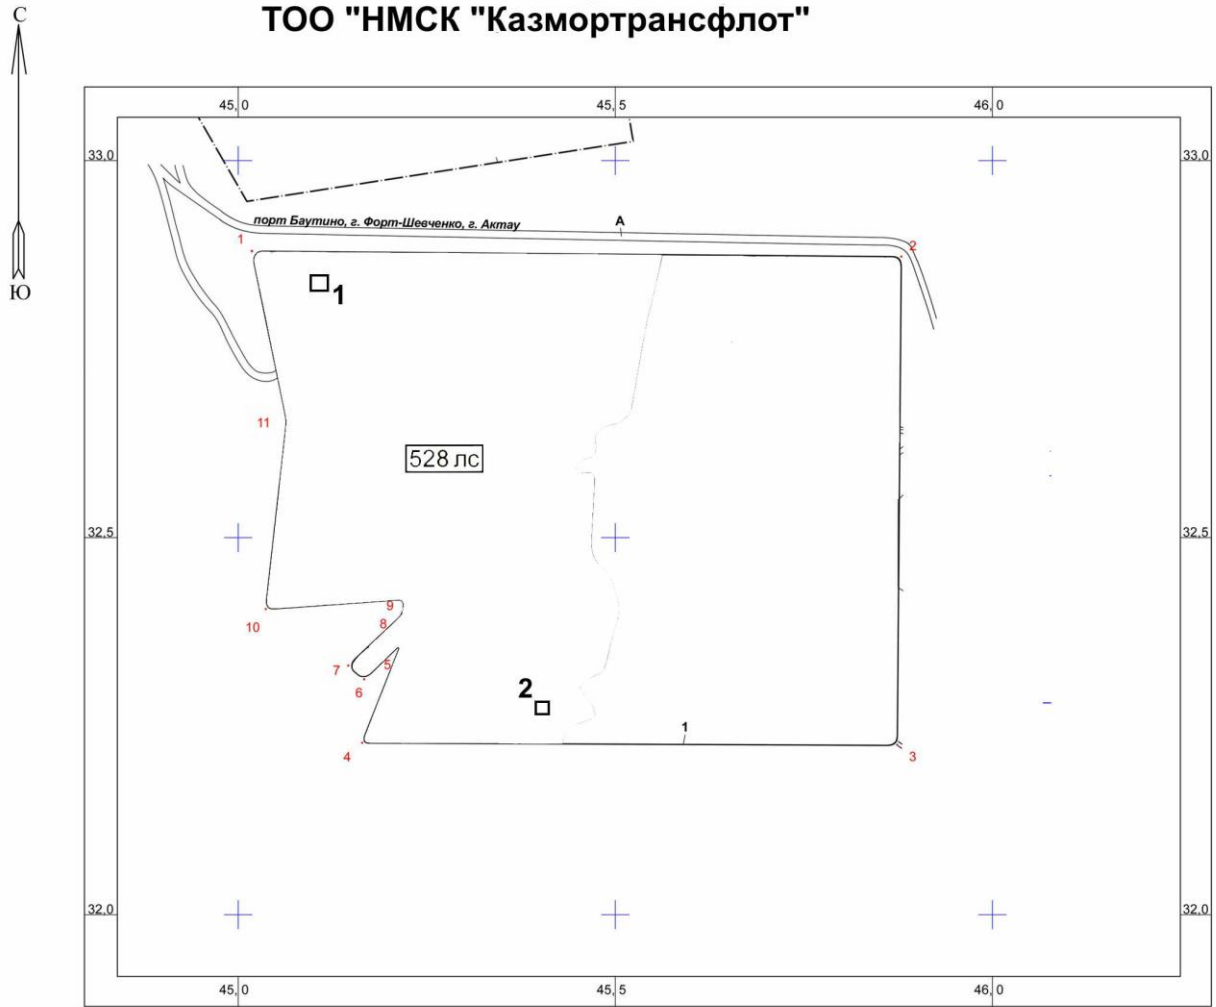 ТОО "НМСК "Казмортрансфлот"
С
Ю
45,0 45,5 46,0
33.0 33.0
порт Баутино, г. Форт-Шевченко, г. Актау
А
1
2
1
11
528 лс
32.5 32.5
9
10
8
7
5
6
2
1
4
3
32.0 32.0
45,0 45,5 46,0